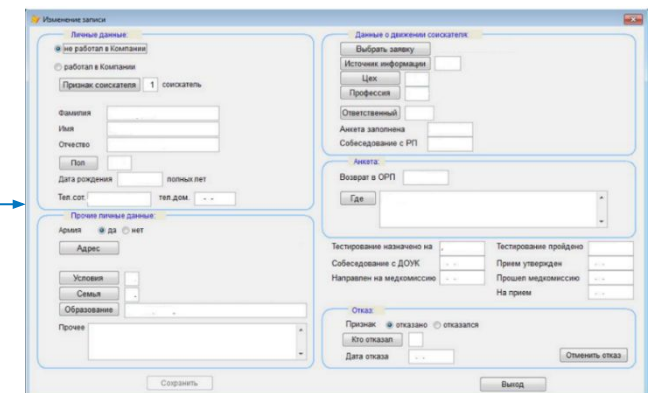 Изменение записи
Личные данные:
не работал в Компании
работал в Компании
Признак соискателя 1 соискатель
Фамилия
Имя
Отчество
Пол
Дата рождения полных лет
Тел.сот. тел.дом. - -
Прочие личные данные:
Армия да нет
Адрес
Условия
Семья
Образование
Прочее
Сохранить
Данные о движении соискателя:
Выбрать заявку
Источник информации
Цех
Профессия
Ответственный
Анкета заполнена
Собеседование с РП
Анкета:
Возврат в ОРП
Где
Тестирование назначено на Тестирование пройдено
Собеседование с ДОУК - - Прием утвержден - -
Направлен на медкомиссию - - Прошел медкомиссию - -
На прием - -
Отказ:
Признак отказано отказался
Кто отказал
Дата отказа - - Отменить отказ
Выход